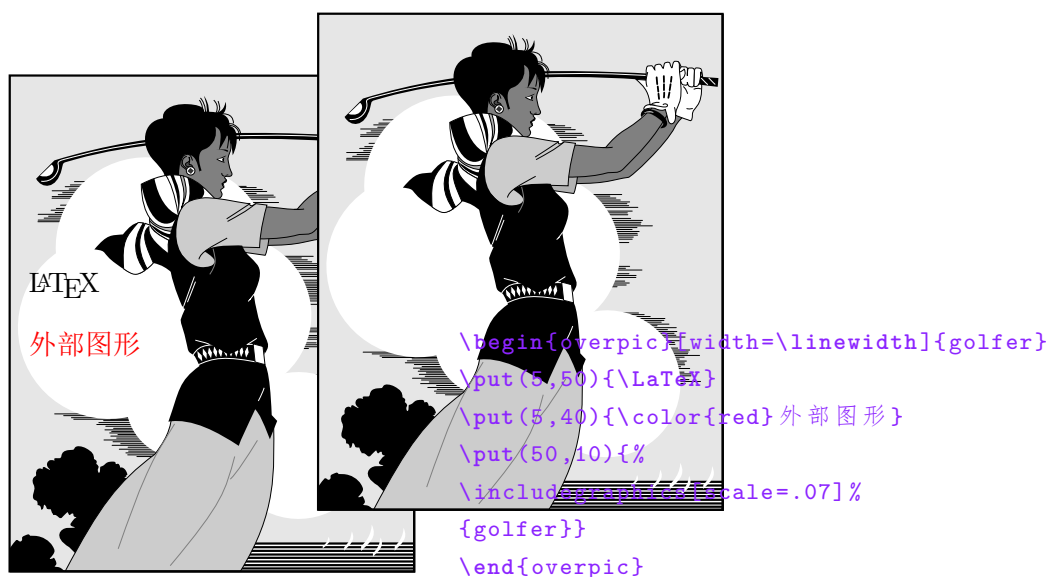 LATEX
外部图形
\begin{overpic}[width=\linewidth]{golfer}
\put(5,50){\LaTeX}
\put(5,40){\color{red}外部图形}
\put(50,10){%
\includegraphics[scale=.07]%
{golfer}}
\end{overpic}